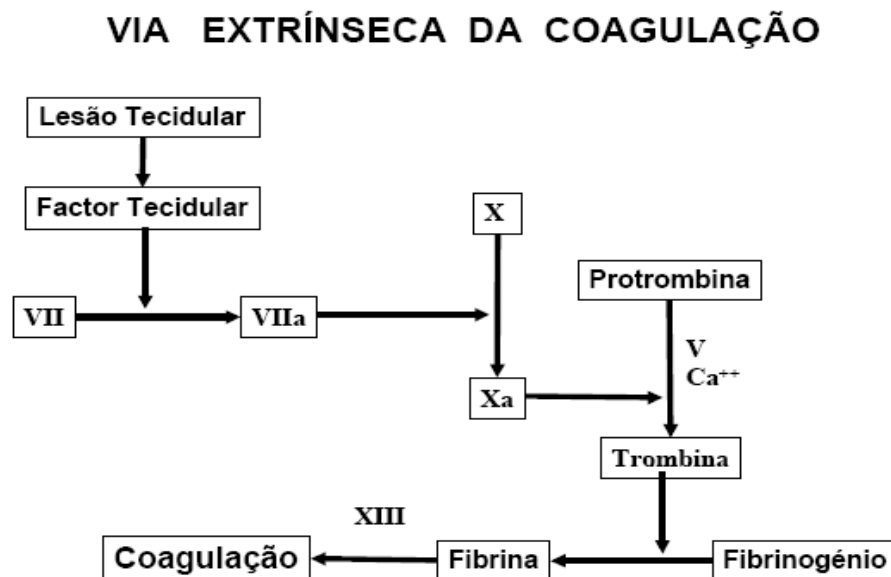 VIA EXTRÍNSECA DA COAGULAÇÃO
Lesão Tecidular
Factor Tecidular
X
Protrombina
VII
VIIa
V
Ca⁺⁺
Xa
Trombina
XIII
Coagulação
Fibrina
Fibrinogénio